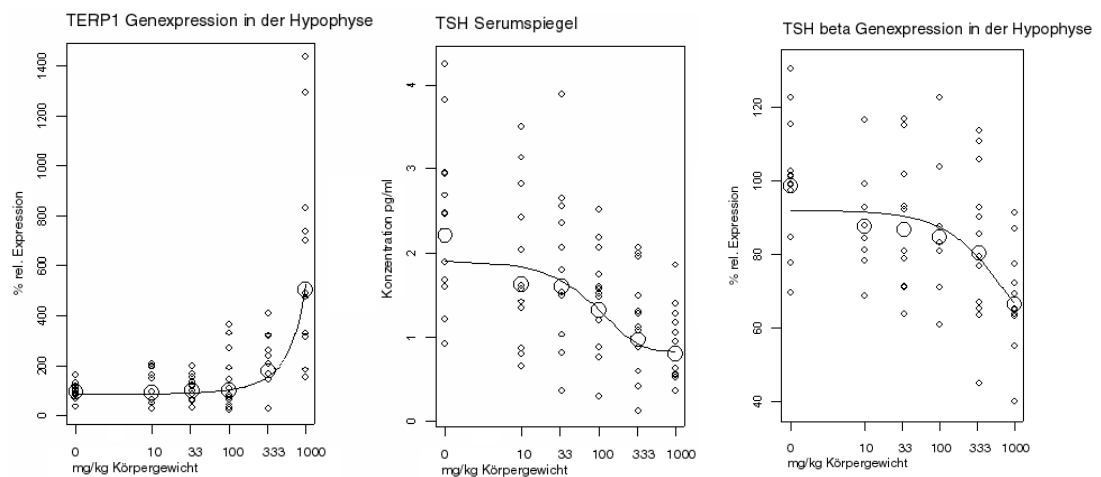 TERP1 Genexpression in der Hypophyse
% rel. Expression
1400
1200
1000
800
600
400
200
0
0 10 33 100 333 1000
mg/kg Körpergewicht
TSH Serumspiegel
Konzentration pg/ml
4
3
2
1
0
0 10 33 100 333 1000
mg/kg Körpergewicht
TSH beta Genexpression in der Hypophyse
% rel. Expression
120
100
80
60
40
0 10 33 100 333 1000
mg/kg Körpergewicht